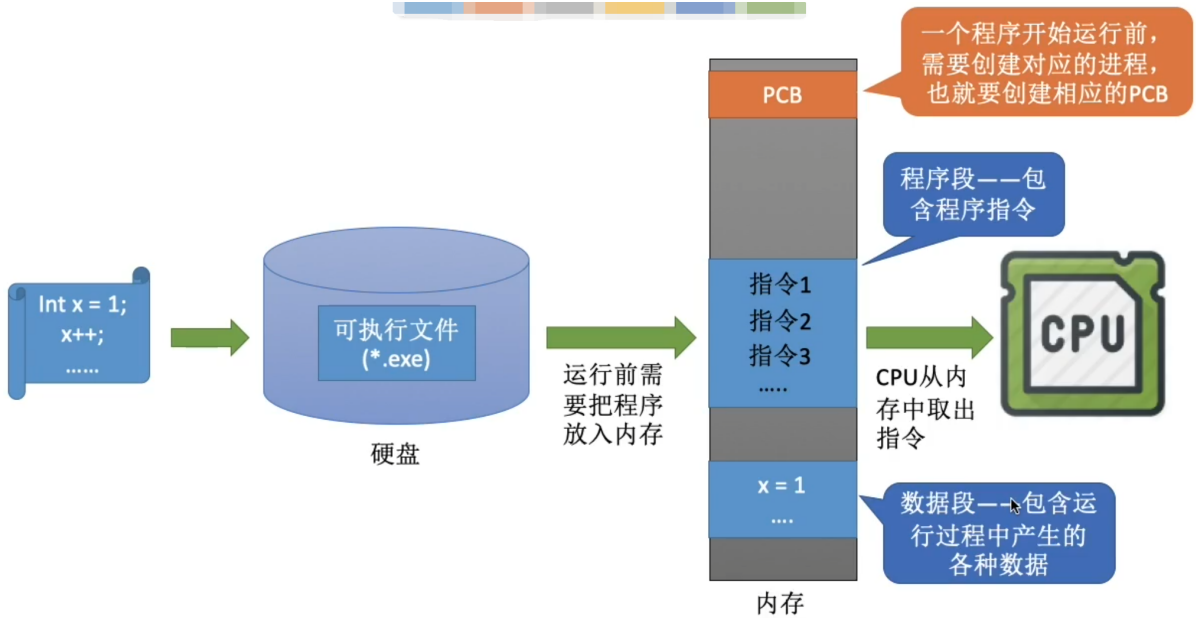 Int x = 1;
x++;
......
可执行文件
(*.exe)
硬盘
运行前需
要把程序
放入内存
PCB
指令1
指令2
指令3
.....
x = 1
....
内存
一个程序开始运行前，
需要创建对应的进程，
也就要创建相应的PCB
程序段——包
含程序指令
CPU从内
存中取出
指令
CPU
数据段——包含运
行过程中产生的
各种数据